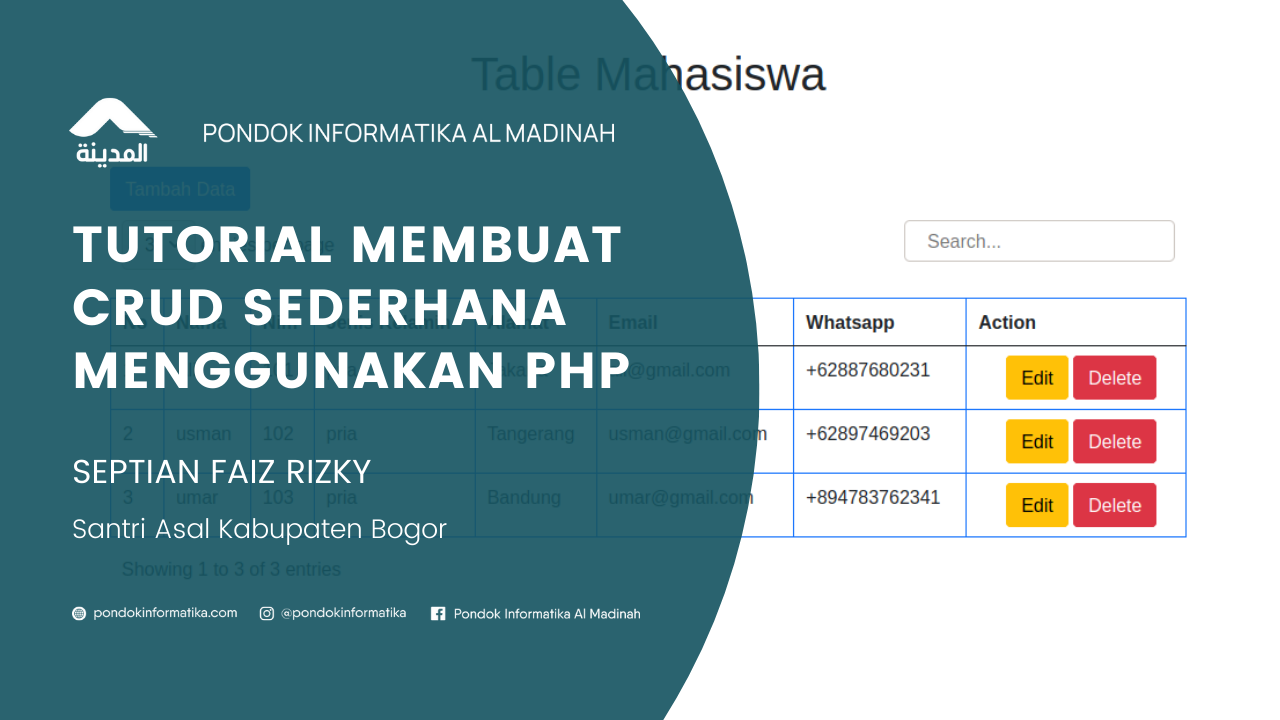 Table Mahasiswa
المدينة
PONDOK INFORMATIKA AL MADINAH
Tambah Data
TUTORIAL MEMBUAT
CRUD SEDERHANA
MENGGUNAKAN PHP
SEPTIAN FAIZ RIZKY
Santri Asal Kabupaten Bogor
Search...
Email Whatsapp Action
@gmail.com +62887680231 Edit Delete
2 usman 102 pria Tangerang usman@gmail.com +62897469203 Edit Delete
3 umar 103 pria Bandung umar@gmail.com +894783762341 Edit Delete
Showing 1 to 3 of 3 entries
pondokinformatika.com @pondokinformatika Pondok Informatika Al Madinah